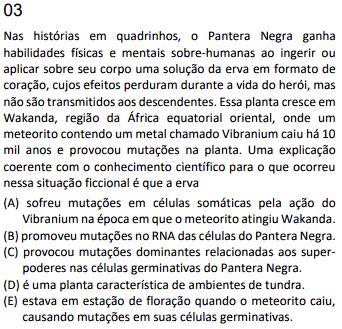 03
Nas histórias em quadrinhos, o Pantera Negra ganha
habilidades físicas e mentais sobre-humanas ao ingerir ou
aplicar sobre seu corpo uma solução da erva em formato de
coração, cujos efeitos perduram durante a vida do herói, mas
não são transmitidos aos descendentes. Essa planta cresce em
Wakanda, região da África equatorial oriental, onde um
meteorito contendo um metal chamado Vibranium caiu há 10
mil anos e provocou mutações na planta. Uma explicação
coerente com o conhecimento científico para o que ocorreu
nessa situação ficcional é que a erva
(A) sofreu mutações em células somáticas pela ação do
Vibranium na época em que o meteorito atingiu Wakanda.
(B) promoveu mutações no RNA das células do Pantera Negra.
(C) provocou mutações dominantes relacionadas aos super-
poderes nas células germinativas do Pantera Negra.
(D) é uma planta característica de ambientes de tundra.
(E) estava em estação de floração quando o meteorito caiu,
causando mutações em suas células germinativas.